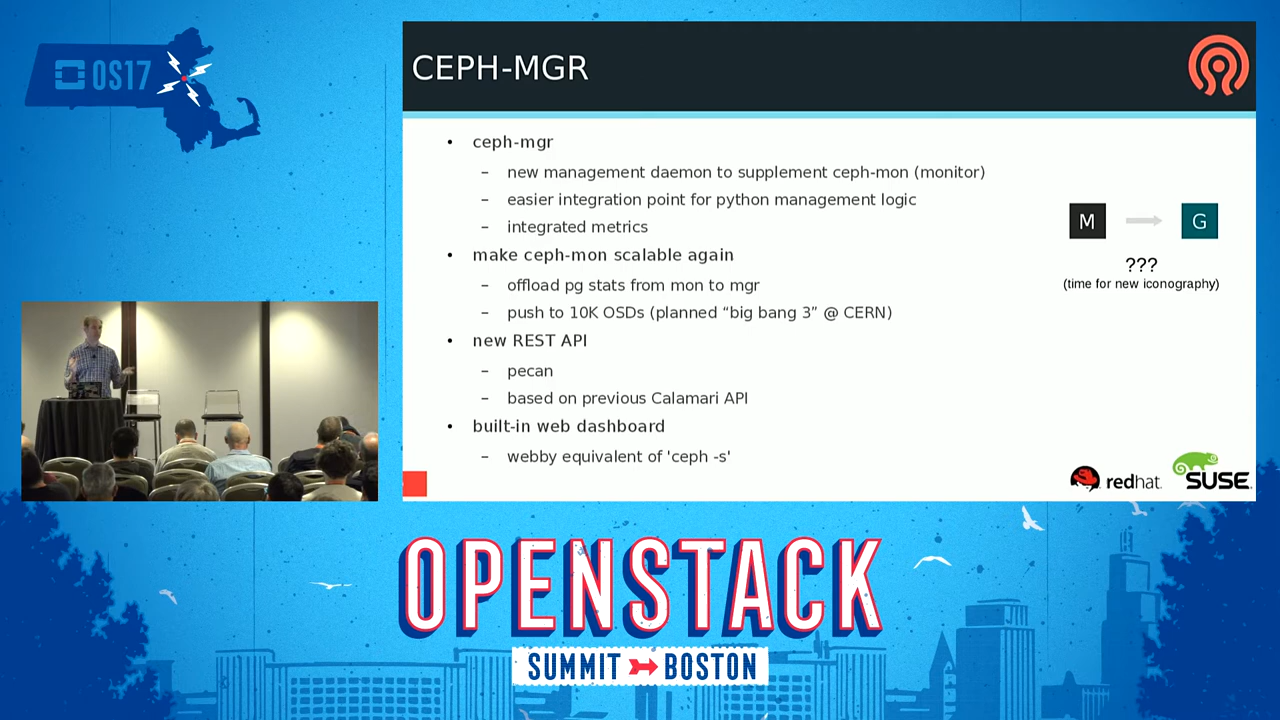 OS17
CEPH-MGR
• ceph-mgr
– new management daemon to supplement ceph-mon (monitor)
– easier integration point for python management logic
– integrated metrics
• make ceph-mon scalable again
– offload pg stats from mon to mgr
– push to 10K OSDs (planned “big bang 3” @ CERN)
• new REST API
– pecan
– based on previous Calamari API
• built-in web dashboard
– webby equivalent of 'ceph -s'
M G
???
(time for new iconography)
redhat.
SUSE
OPENSTACK
SUMMIT BOSTON